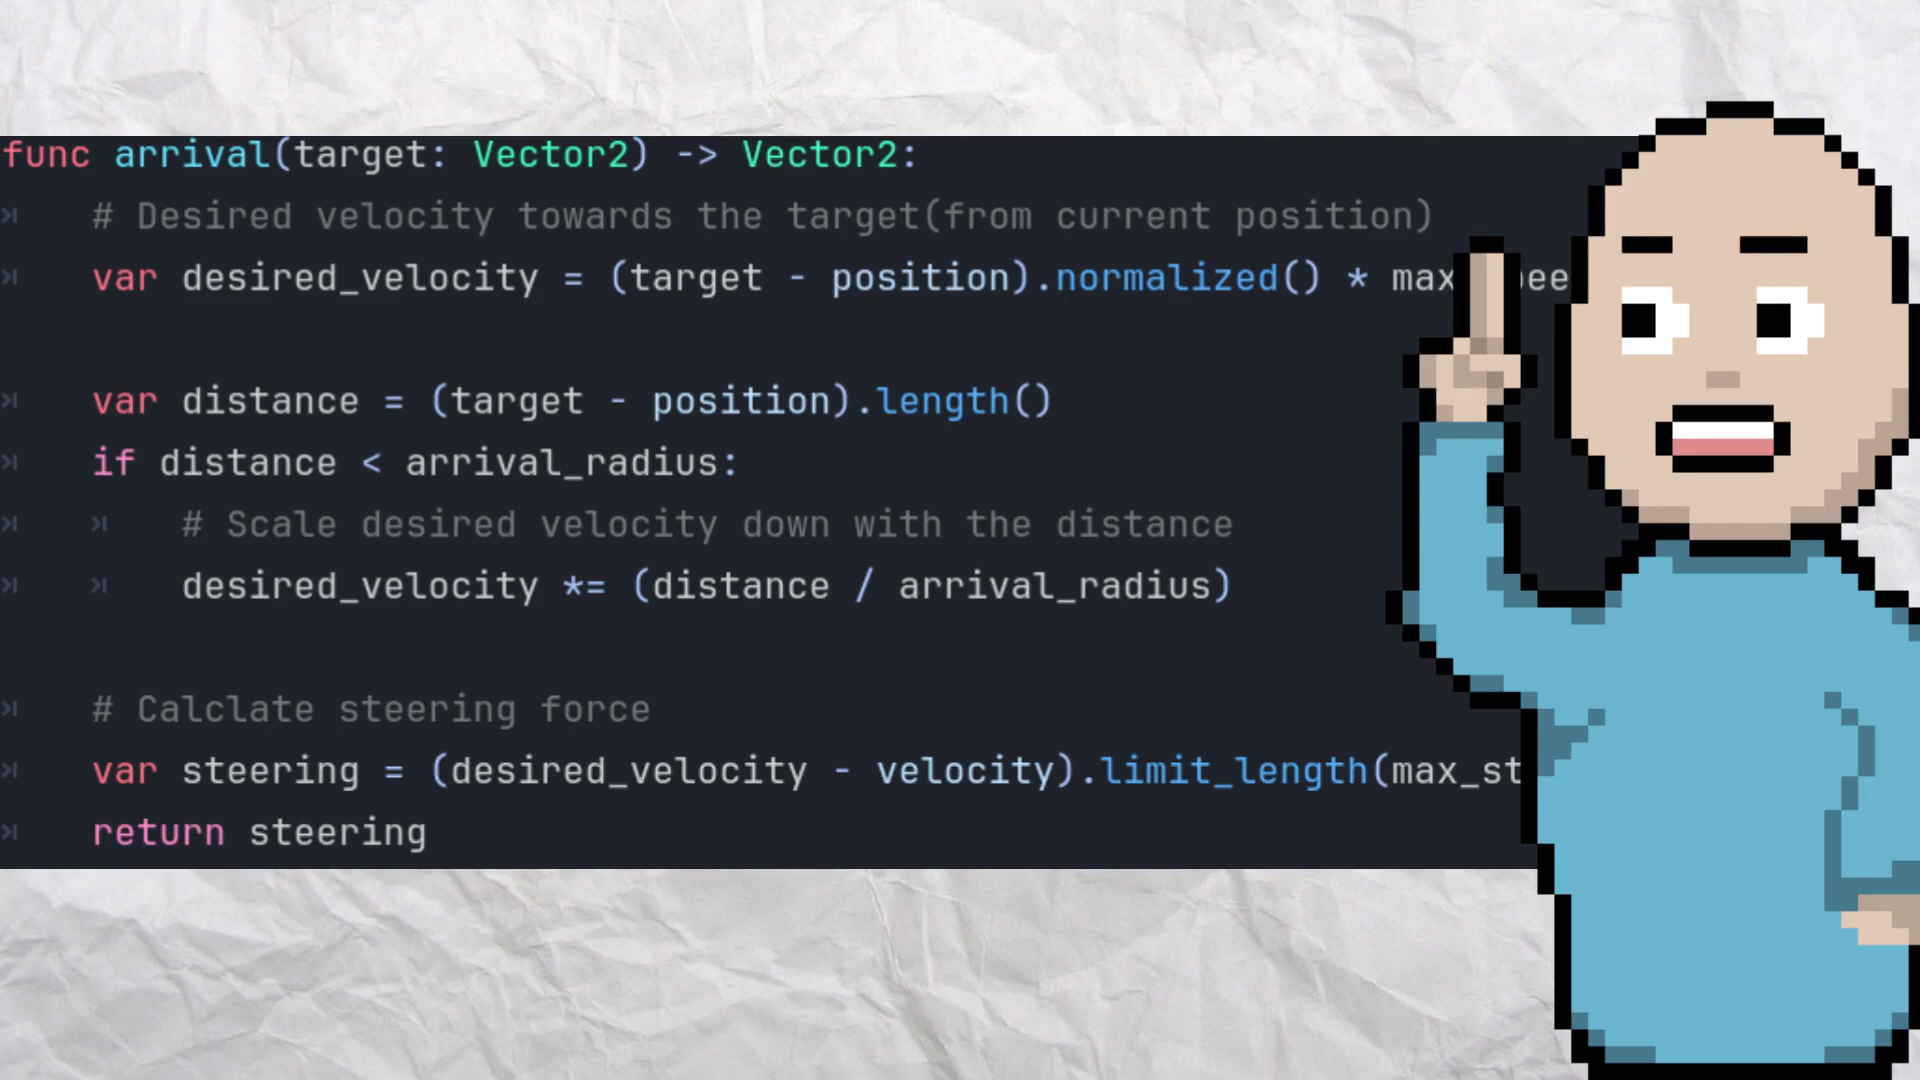 func arrival(target: Vector2) -> Vector2:
# Desired velocity towards the target(from current position)
var desired_velocity = (target - position).normalized() *
var distance = (target - position).length()
if distance < arrival_radius:
# Scale desired velocity down with the distance
desired_velocity *= (distance / arrival_radius)
# Calclate steering force
var steering = (desired_velocity - velocity).limit_length(
return steering